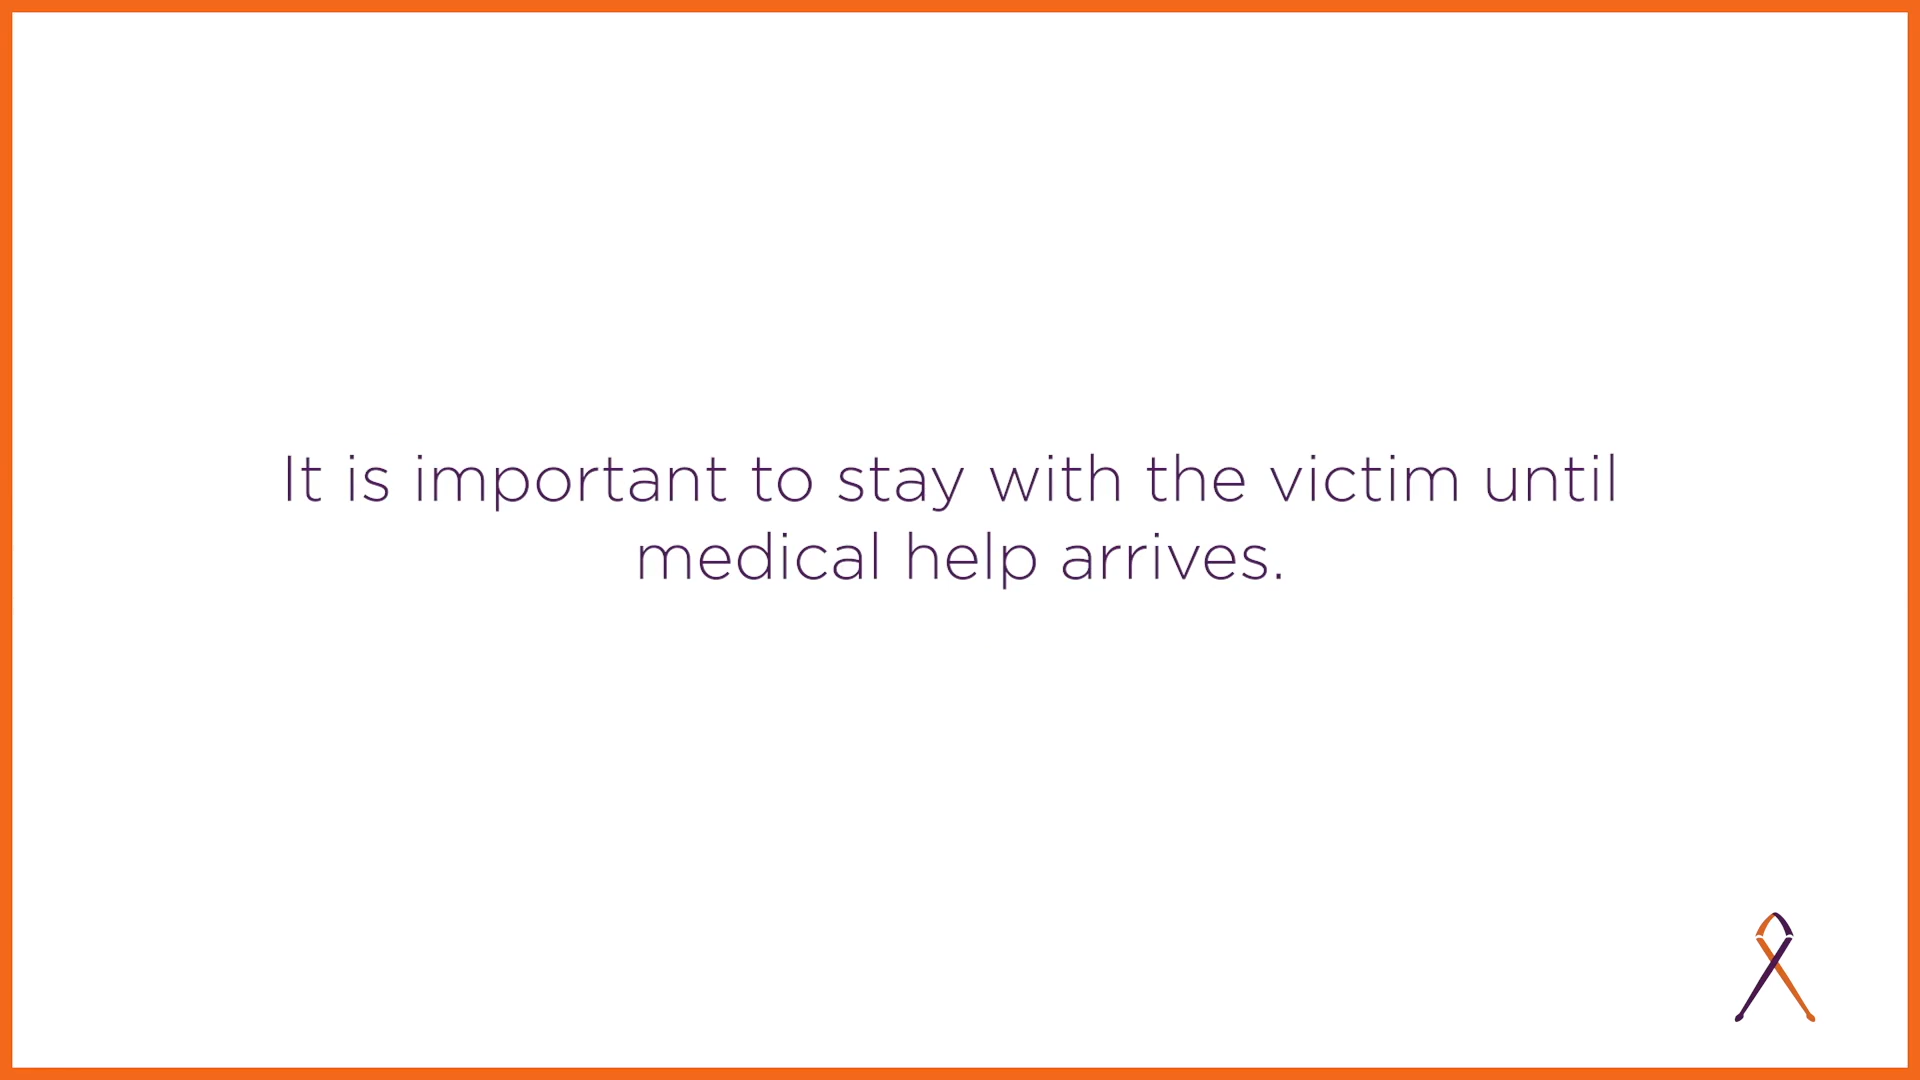 It is important to stay with the victim until
medical help arrives.